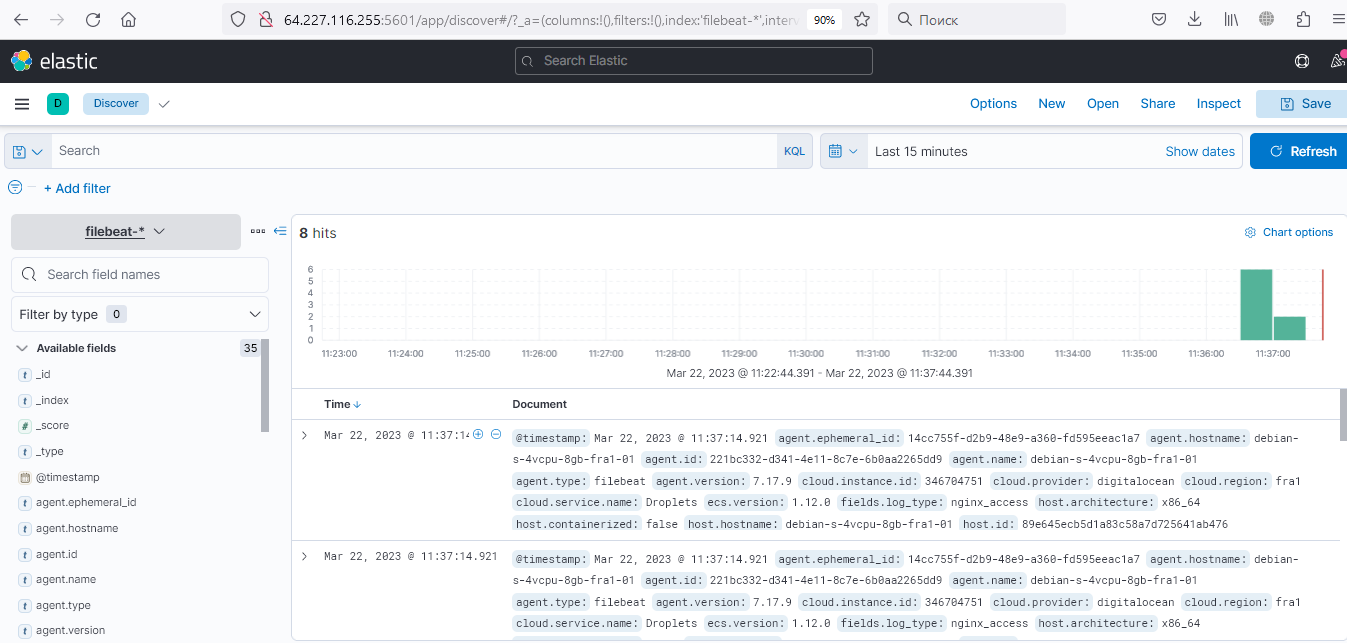 64.227.116.255:5601/app/discover#/?_a=(columns:!(),filters:!(),index:'filebeat-*',interv
90%
Поиск
elastic
Search Elastic
D
Discover
Options
New
Open
Share
Inspect
Save
Search
KQL
Last 15 minutes
Show dates
Refresh
+ Add filter
filebeat-*
8 hits
Chart options
Search field names
Filter by type 0
Available fields 35
t _id
t _index
# _score
t _type
@timestamp
t agent.ephemeral_id
t agent.hostname
t agent.id
t agent.name
t agent.type
t agent.version
6
5
4
3
2
1
0
11:23:00 11:24:00 11:25:00 11:26:00 11:27:00 11:28:00 11:29:00 11:30:00 11:31:00 11:32:00 11:33:00 11:34:00 11:35:00 11:36:00 11:37:00
Mar 22, 2023 @ 11:22:44.391 - Mar 22, 2023 @ 11:37:44.391
Time Document
Mar 22, 2023 @ 11:37:14
@timestamp: Mar 22, 2023 @ 11:37:14.921 agent.ephemeral_id: 14cc755f-d2b9-48e9-a360-fd595eeac1a7 agent.hostname: debian-
s-4vcpu-8gb-fra1-01 agent.id: 221bc332-d341-4e11-8c7e-6b0aa2265dd9 agent.name: debian-s-4vcpu-8gb-fra1-01
agent.type: filebeat agent.version: 7.17.9 cloud.instance.id: 346704751 cloud.provider: digitalocean cloud.region: fra1
cloud.service.name: Droplets ecs.version: 1.12.0 fields.log_type: nginx_access host.architecture: x86_64
host.containerized: false host.hostname: debian-s-4vcpu-8gb-fra1-01 host.id: 89e645ecb5d1a83c58a7d725641ab476
Mar 22, 2023 @ 11:37:14.921
@timestamp: Mar 22, 2023 @ 11:37:14.921 agent.ephemeral_id: 14cc755f-d2b9-48e9-a360-fd595eeac1a7 agent.hostname: debian-
s-4vcpu-8gb-fra1-01 agent.id: 221bc332-d341-4e11-8c7e-6b0aa2265dd9 agent.name: debian-s-4vcpu-8gb-fra1-01
agent.type: filebeat agent.version: 7.17.9 cloud.instance.id: 346704751 cloud.provider: digitalocean cloud.region: fra1
cloud.service.name: Droplets ecs.version: 1.12.0 fields.log_type: nginx_access host.architecture: x86_64